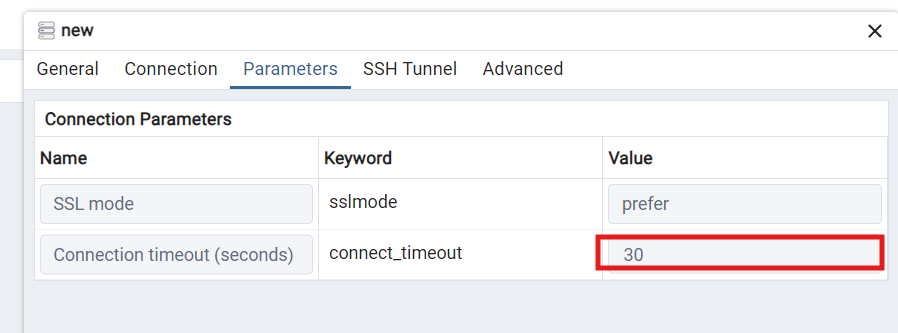 new
General Connection Parameters SSH Tunnel Advanced
Connection Parameters
Name Keyword Value
SSL mode sslmode prefer
Connection timeout (seconds) connect_timeout 30